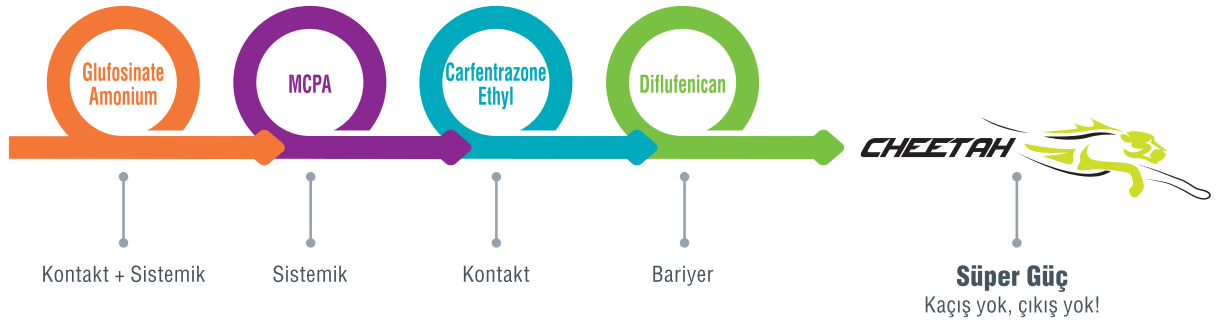 Glufosinate
Amonium
MCPA
Carfentrazone
Ethyl
Diflufenican
CHEETAH
Kontakt + Sistemik
Sistemik
Kontakt
Bariyer
Süper Güç
Kaçış yok, çıkış yok!